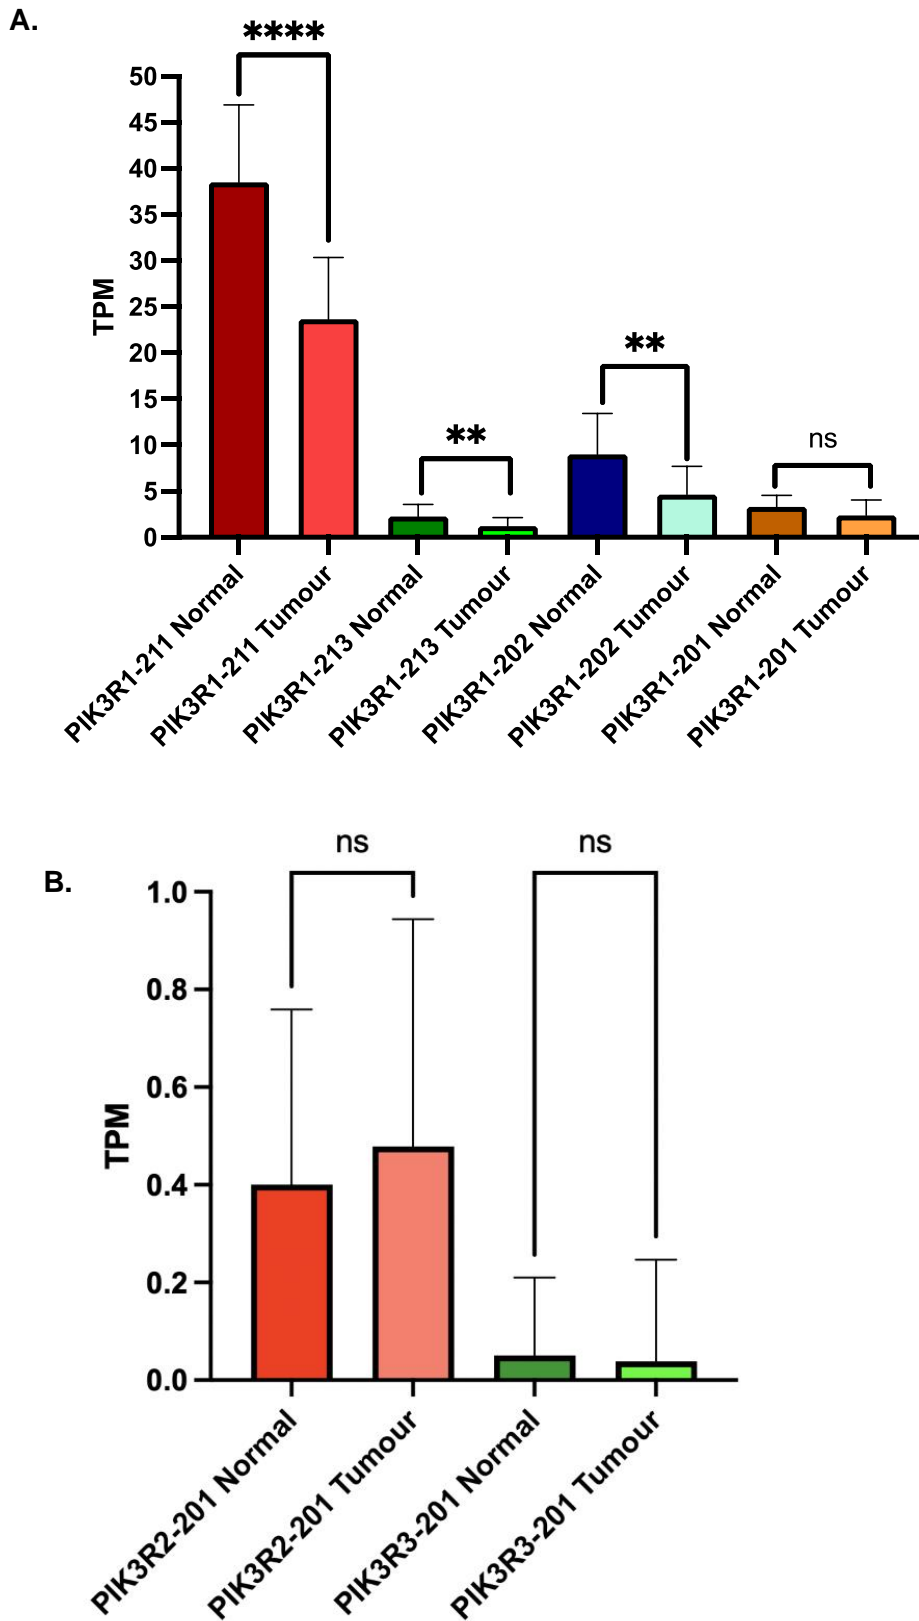 A.
****
50
45
40
35
30
25
20
15
10
5
0
TPM
**
**
ns
PIK3R1-211 Normal
PIK3R1-211 Tumour
PIK3R1-213 Normal
PIK3R1-213 Tumour
PIK3R1-202 Normal
PIK3R1-202 Tumour
PIK3R1-201 Normal
PIK3R1-201 Tumour
B.
ns
ns
1.0
0.8
0.6
0.4
0.2
0.0
TPM
PIK3R2-201 Normal
PIK3R2-201 Tumour
PIK3R3-201 Normal
PIK3R3-201 Tumour